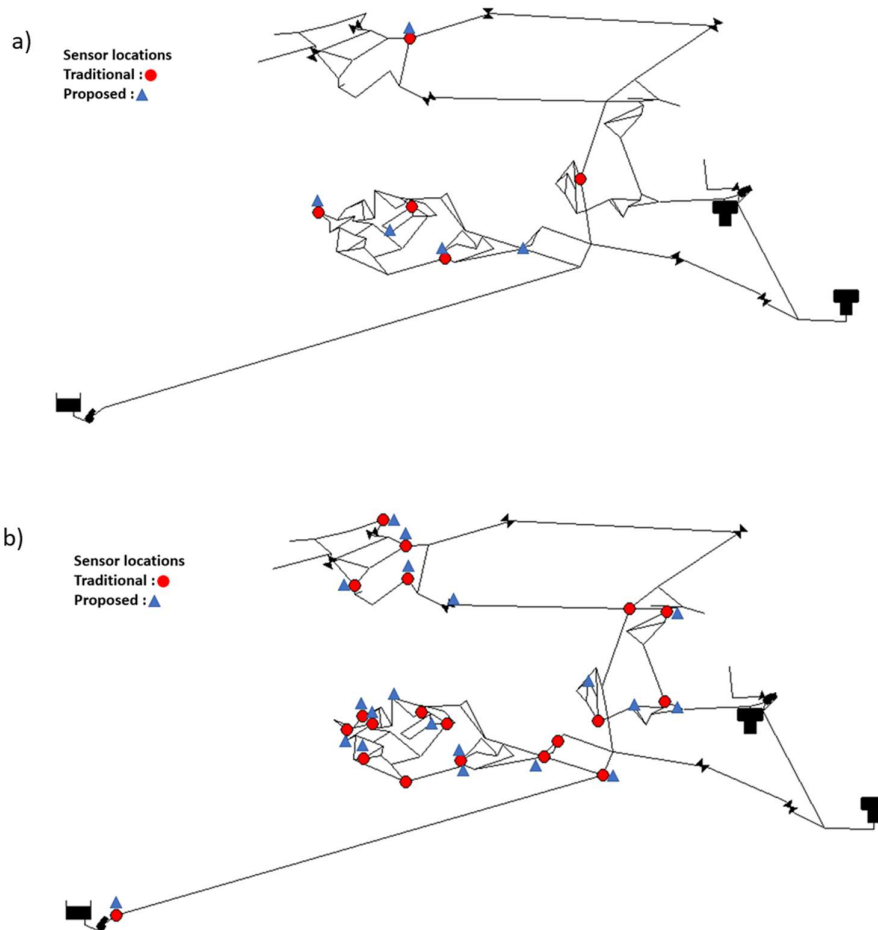 a)
Sensor locations
Traditional :
Proposed :
b)
Sensor locations
Traditional :
Proposed :